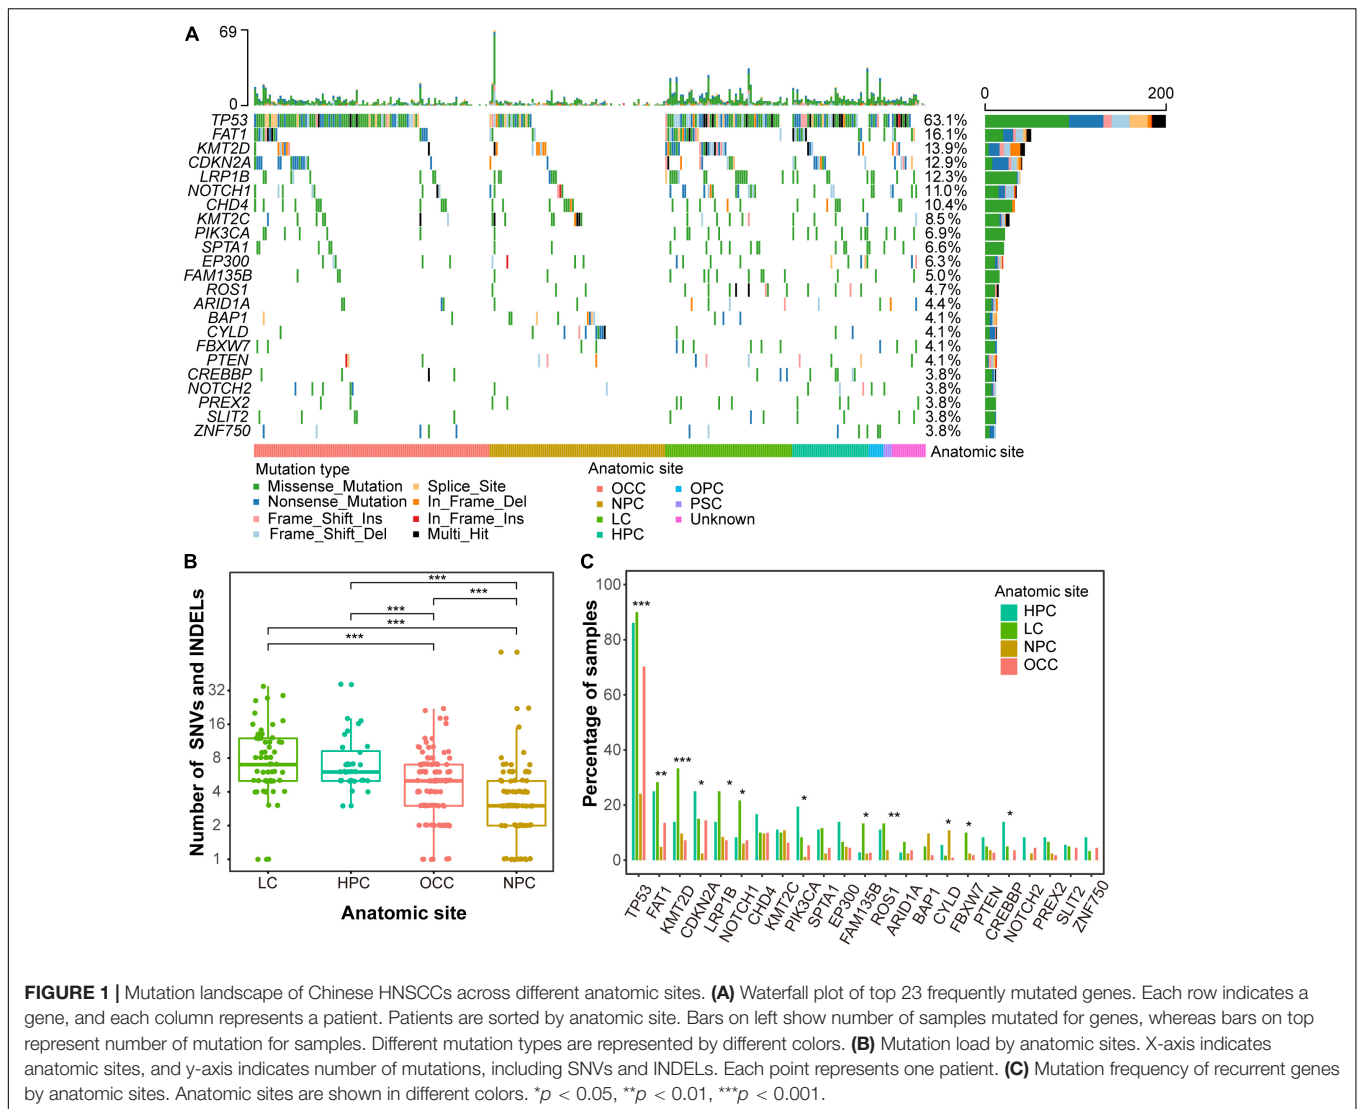 A
69
0
0 200
TP53 63.1%
FAT1 16.1%
KMT2D 13.9%
CDKN2A 12.9%
LRP1B 12.3%
NOTCH1 11.0%
CHD4 10.4%
KMT2C 8.5%
PIK3CA 6.9%
SPTA1 6.6%
EP300 6.3%
FAM135B 5.0%
ROS1 4.7%
ARID1A 4.4%
BAP1 4.1%
CYLD 4.1%
FBXW7 4.1%
PTEN 4.1%
CREBBP 3.8%
NOTCH2 3.8%
PREX2 3.8%
SLIT2 3.8%
ZNF750 3.8%
Anatomic site
Mutation type
Missense_Mutation Splice_Site
Nonsense_Mutation In_Frame_Del
Frame_Shift_Ins In_Frame_Ins
Frame_Shift_Del Multi_Hit
Anatomic site
OCC OPC
NPC PSC
LC Unknown
HPC
B
Number of SNVs and INDELs
***
***
***
***
***
32
16
8
4
2
1
LC HPC OCC NPC
Anatomic site
C
Percentage of samples
100
80
60
40
20
0
*** ** *** * * * * * ** * * *
Anatomic site
HPC
LC
NPC
OCC
TP53 FAT1 KMT2D CDKN2A LRP1B NOTCH1 CHD4 KMT2C PIK3CA SPTA1 EP300 FAM135B ROS1 ARID1A BAP1 CYLD FBXW7 PTEN CREBBP NOTCH2 PREX2 SLIT2 ZNF750
FIGURE 1 | Mutation landscape of Chinese HNSCCs across different anatomic sites. (A) Waterfall plot of top 23 frequently mutated genes. Each row indicates a
gene, and each column represents a patient. Patients are sorted by anatomic site. Bars on left show number of samples mutated for genes, whereas bars on top
represent number of mutation for samples. Different mutation types are represented by different colors. (B) Mutation load by anatomic sites. X-axis indicates
anatomic sites, and y-axis indicates number of mutations, including SNVs and INDELs. Each point represents one patient. (C) Mutation frequency of recurrent genes
by anatomic sites. Anatomic sites are shown in different colors. *p < 0.05, **p < 0.01, ***p < 0.001.